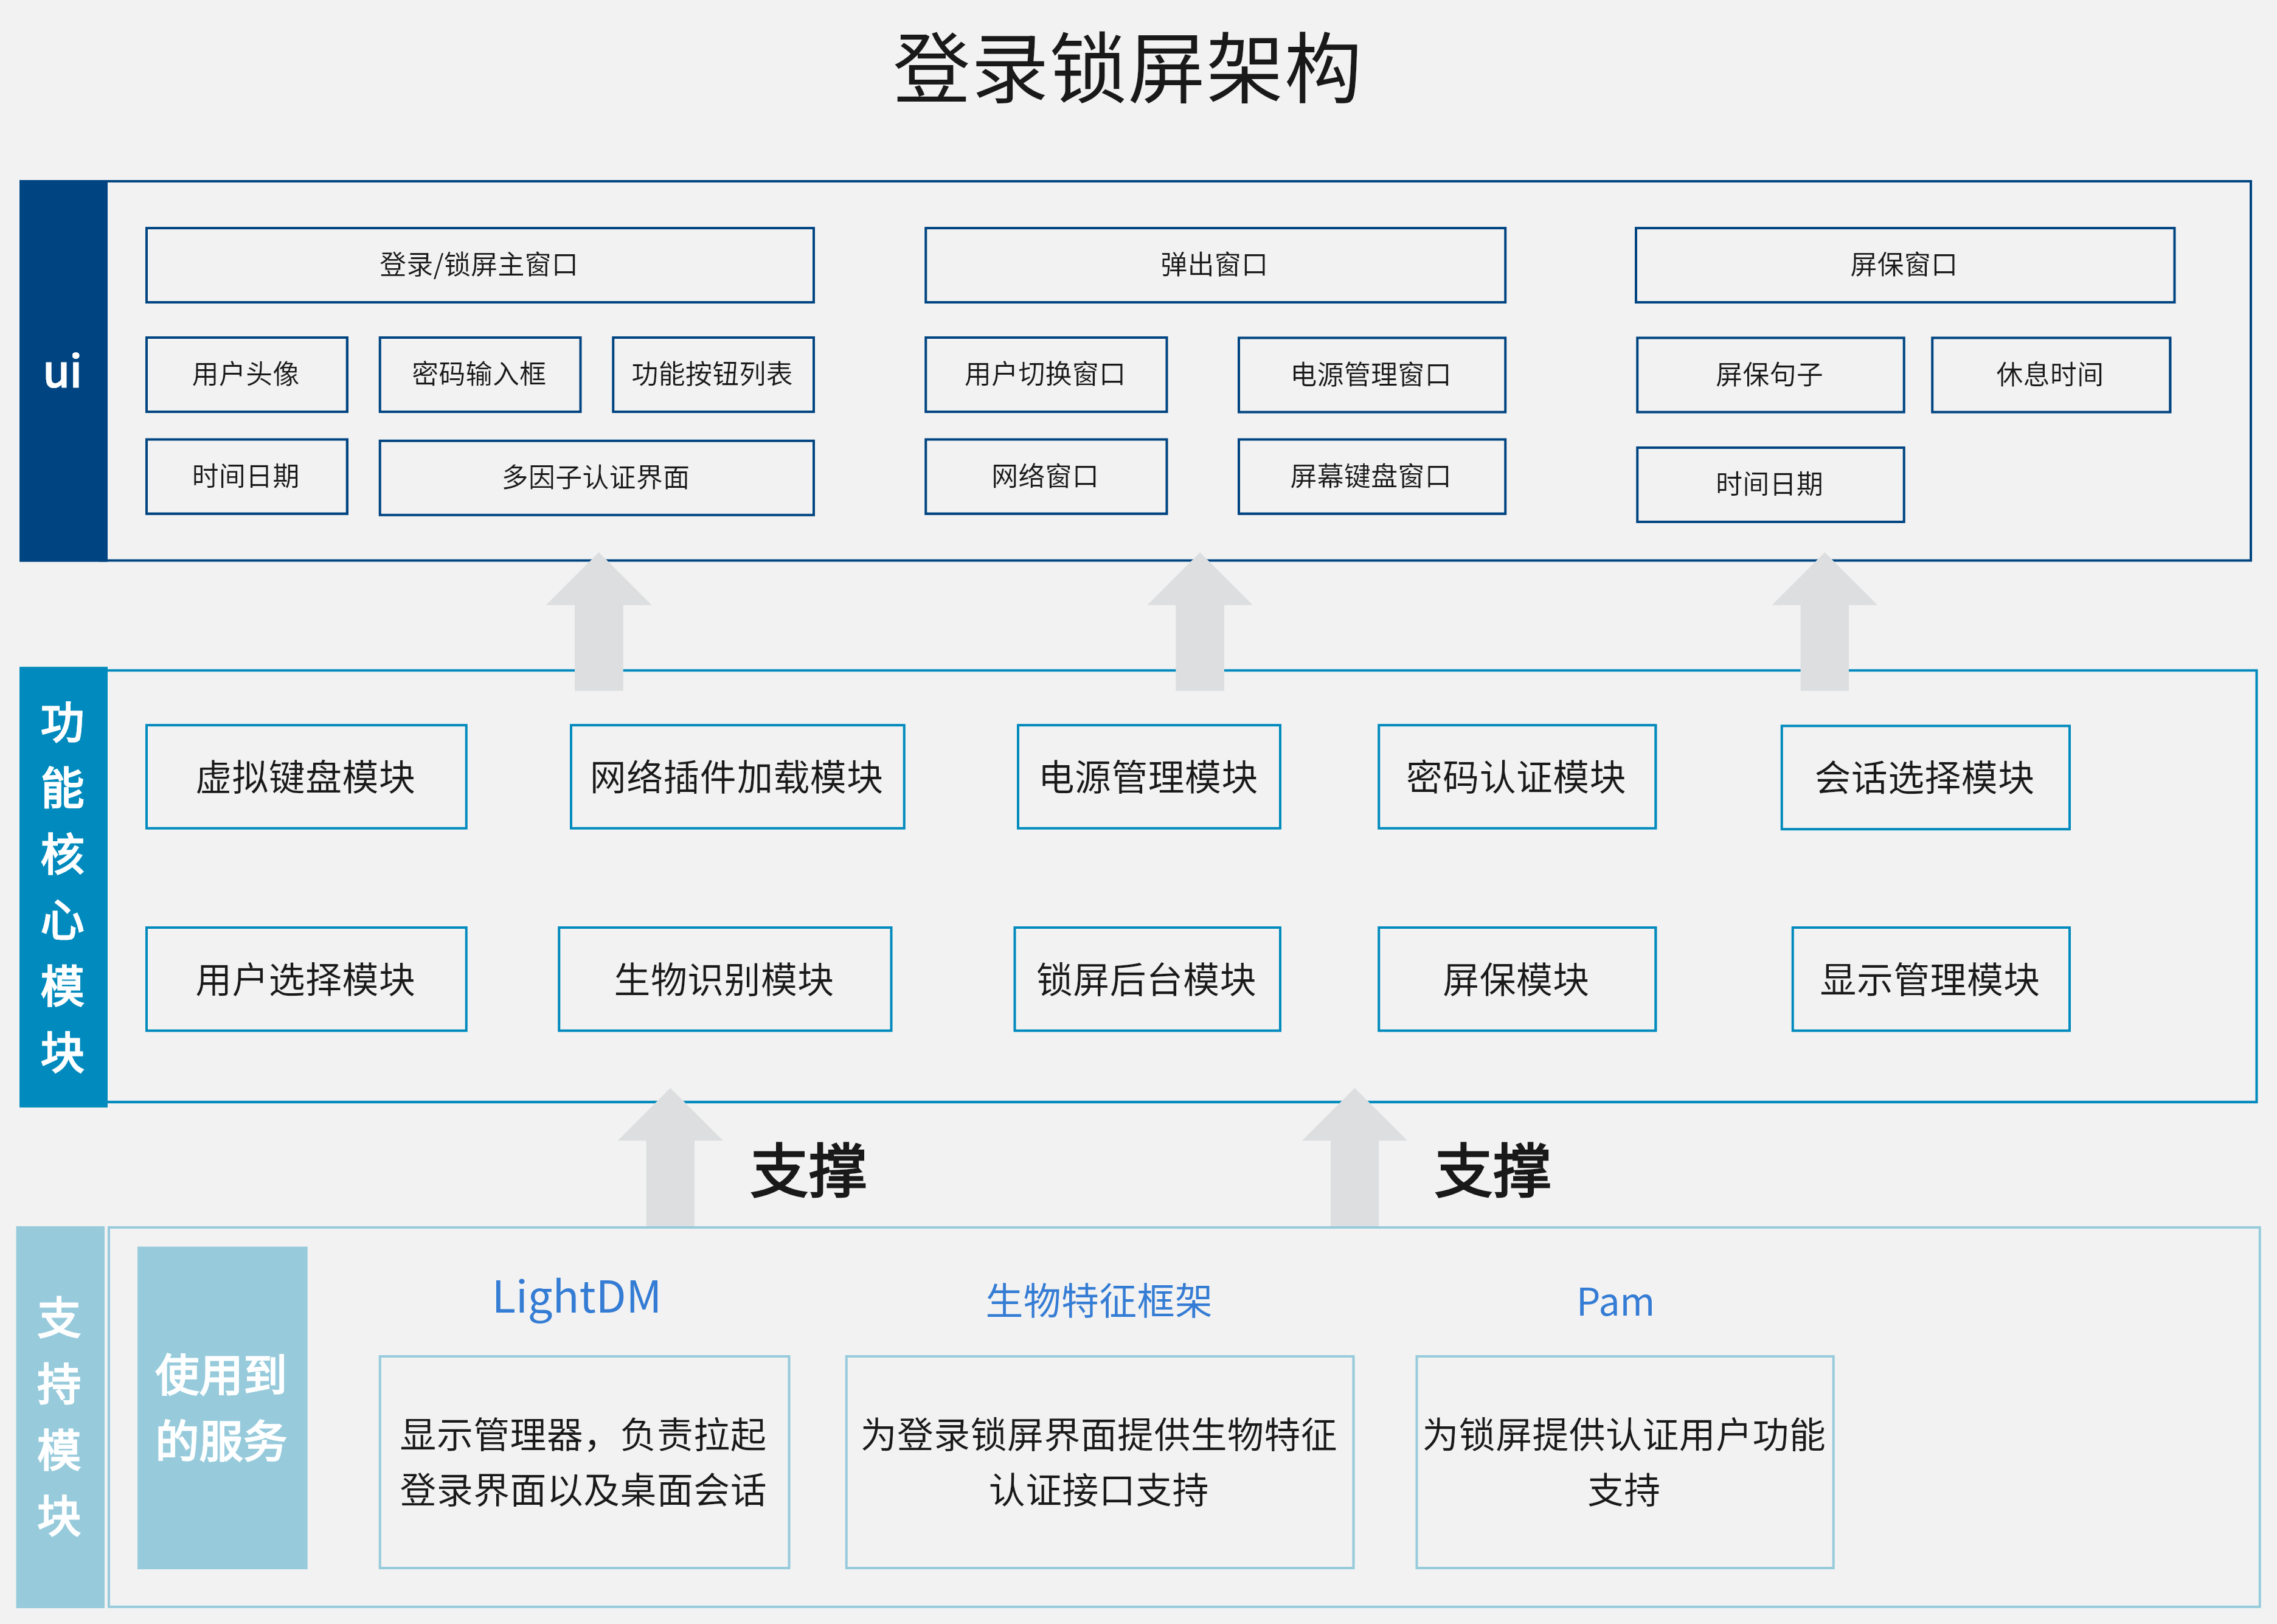 登录锁屏架构
ui
登录/锁屏主窗口
弹出窗口
屏保窗口
用户头像
密码输入框
功能按钮列表
用户切换窗口
电源管理窗口
屏保句子
休息时间
时间日期
多因子认证界面
网络窗口
屏幕键盘窗口
时间日期
功
能
核
心
模
块
虚拟键盘模块
网络插件加载模块
电源管理模块
密码认证模块
会话选择模块
用户选择模块
生物识别模块
锁屏后台模块
屏保模块
显示管理模块
支撑
支撑
支
持
模
块
使用到
的服务
LightDM
生物特征框架
Pam
显示管理器，负责拉起
登录界面以及桌面会话
为登录锁屏界面提供生物特征
认证接口支持
为锁屏提供认证用户功能
支持